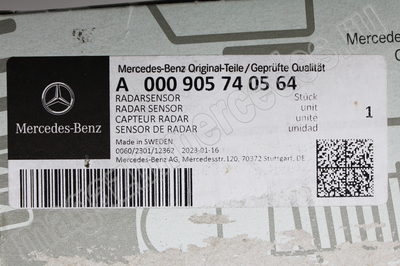 Mercedes-Benz Original-Teile/Geprüfte Qualität
A 000 905 74 05 64
RADARSENSOR Stück
RADAR SENSOR unit
CAPTEUR RADAR unite
SENSOR DE RADAR unidad
1
Made in SWEDEN
0060/2301/12362 2023-01-16
Mercedes-Benz AG, Mercedesstr.120, 70372 Stuttgart, DE
Mercedes-Benz